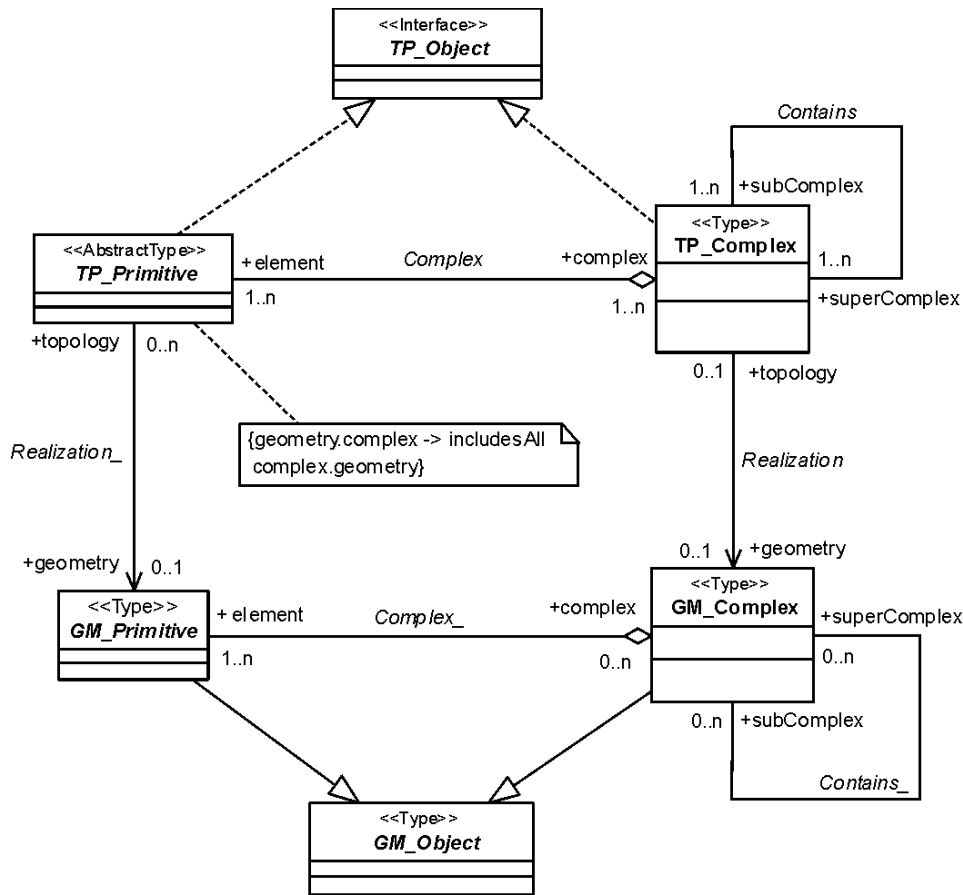 <<Interface>>
TP_Object
Contains
1..n
+subComplex
<<AbstractType>>
TP_Primitive
+element
1..n
Complex
+complex
1..n
<<Type>>
TP_Complex
1..n
+superComplex
+topology
0..n
0..1
+topology
{geometry.complex -> includesAll
complex.geometry}
Realization_
Realization
+geometry
0..1
0..1
+geometry
<<Type>>
GM_Primitive
+ element
1..n
Complex_
+complex
0..n
<<Type>>
GM_Complex
+superComplex
0..n
0..n
+subComplex
Contains_
<<Type>>
GM_Object